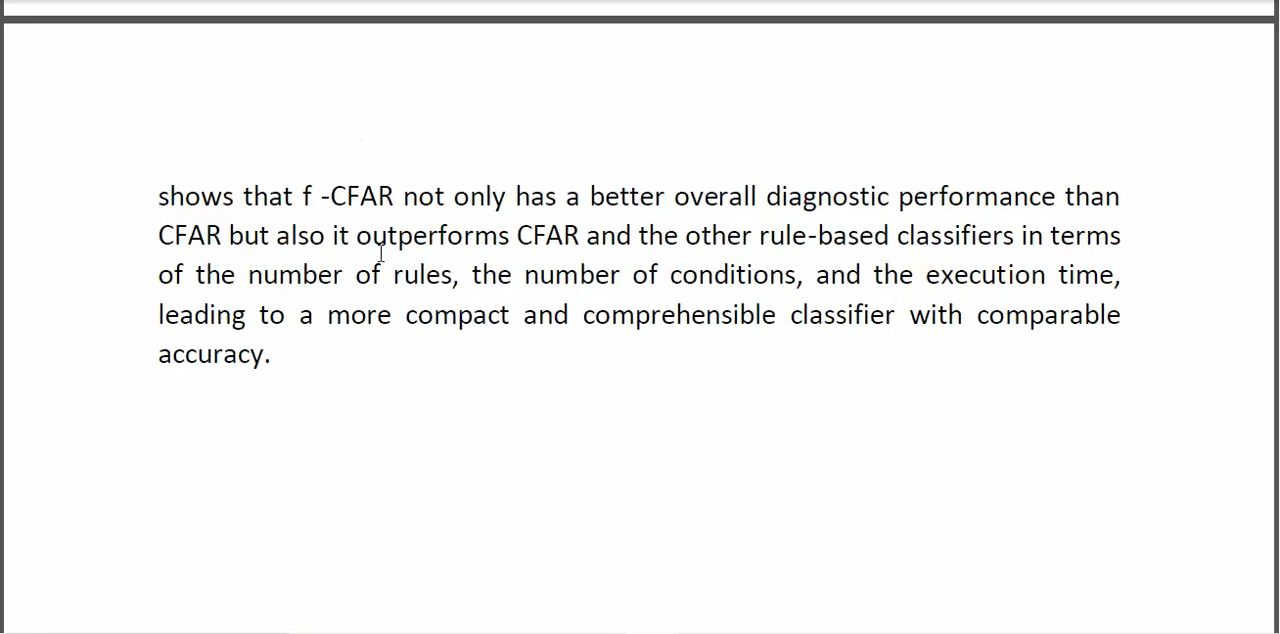 shows that f -CFAR not only has a better overall diagnostic performance than
CFAR but also it outperforms CFAR and the other rule-based classifiers in terms
of the number of rules, the number of conditions, and the execution time,
leading to a more compact and comprehensible classifier with comparable
accuracy.